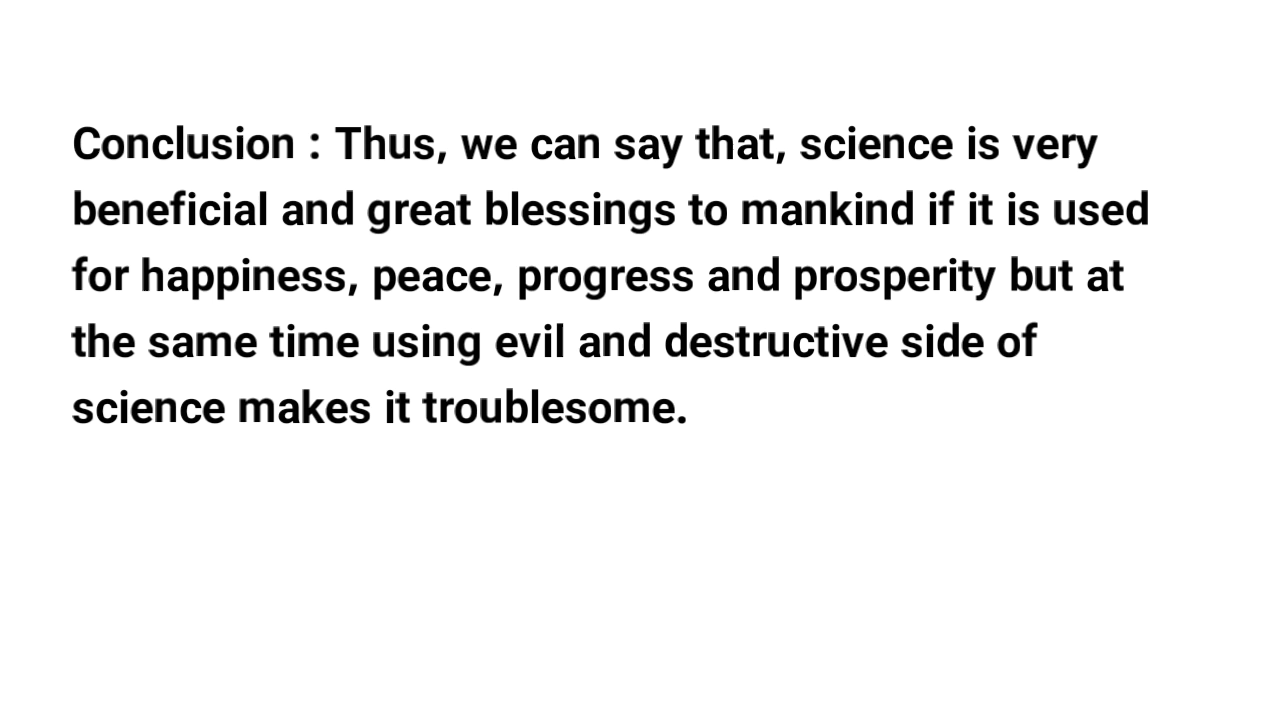 Conclusion : Thus, we can say that, science is very
beneficial and great blessings to mankind if it is used
for happiness, peace, progress and prosperity but at
the same time using evil and destructive side of
science makes it troublesome.